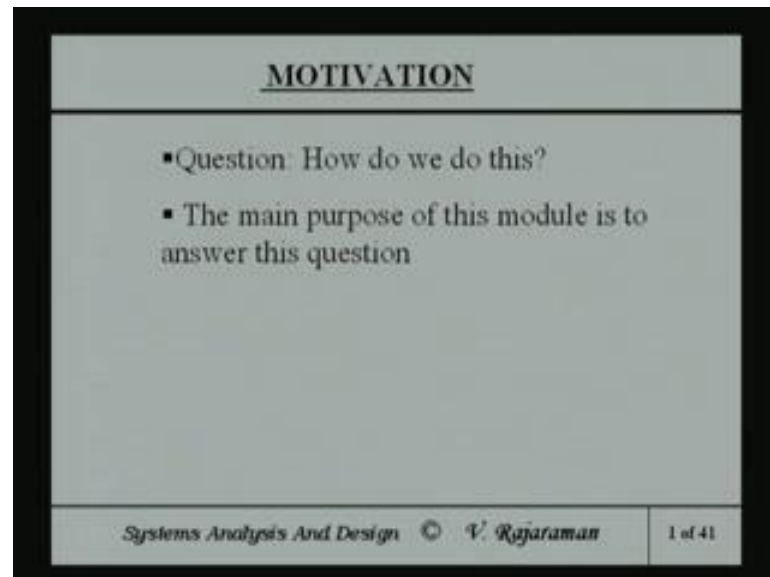 MOTIVATION
▪Question: How do we do this?
▪ The main purpose of this module is to
answer this question
Systems Analysis And Design © V. Rajaraman
1 of 41